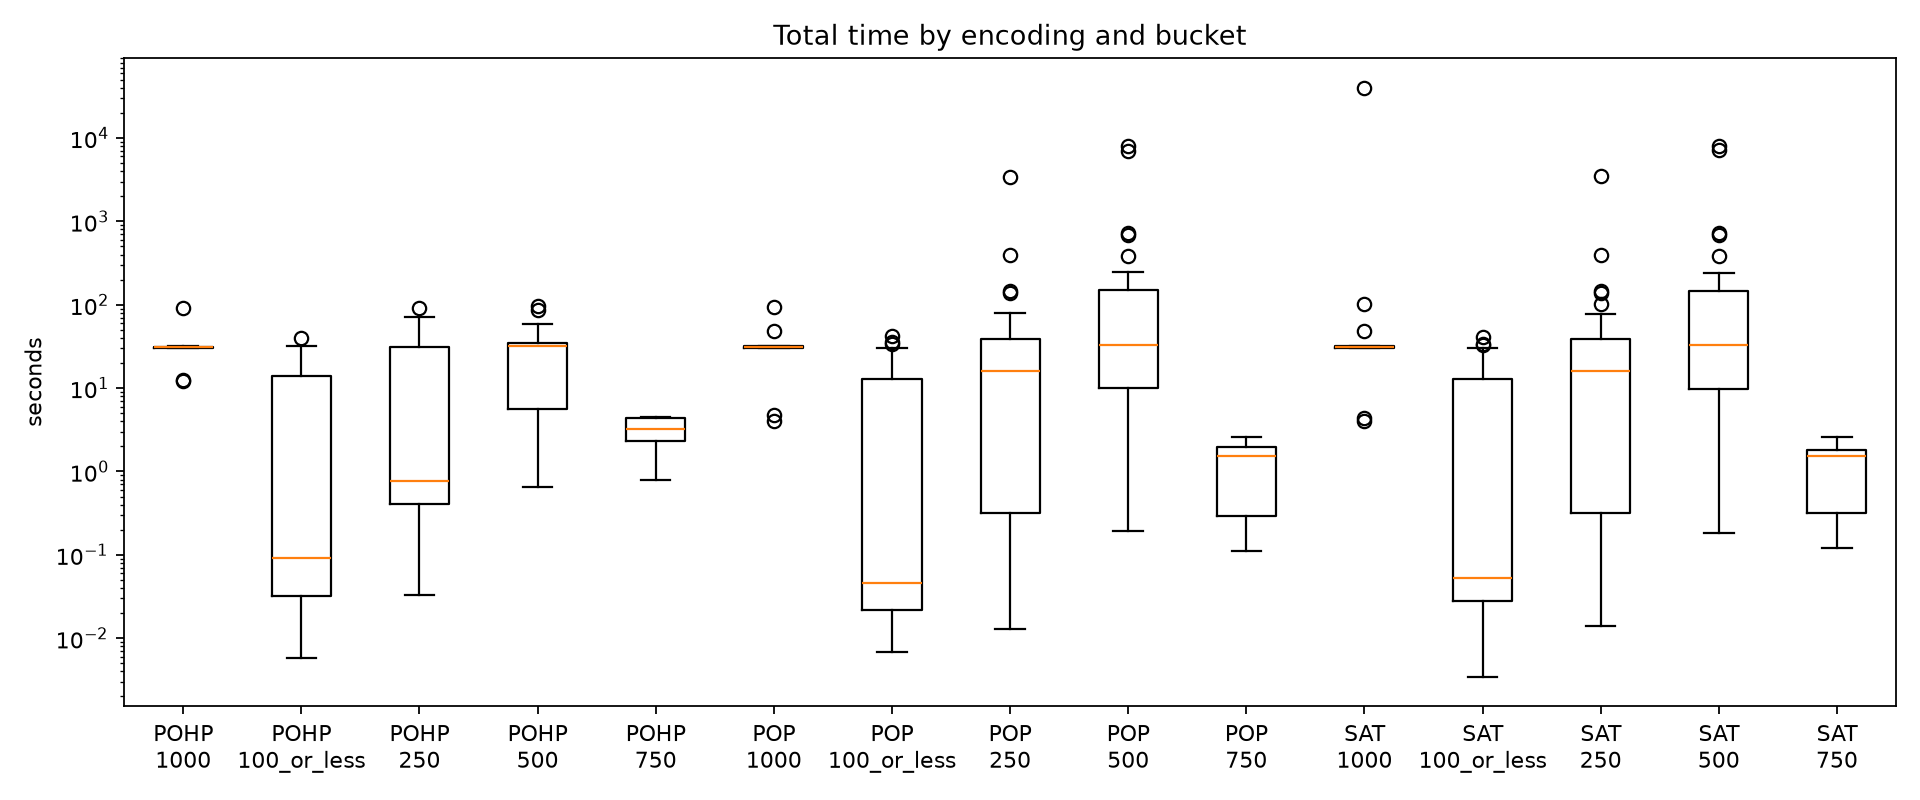 Total time by encoding and bucket
seconds
10^4
10^3
10^2
10^1
10^0
10^−1
10^−2
POHP
1000
POHP
100_or_less
POHP
250
POHP
500
POHP
750
POP
1000
POP
100_or_less
POP
250
POP
500
POP
750
SAT
1000
SAT
100_or_less
SAT
250
SAT
500
SAT
750